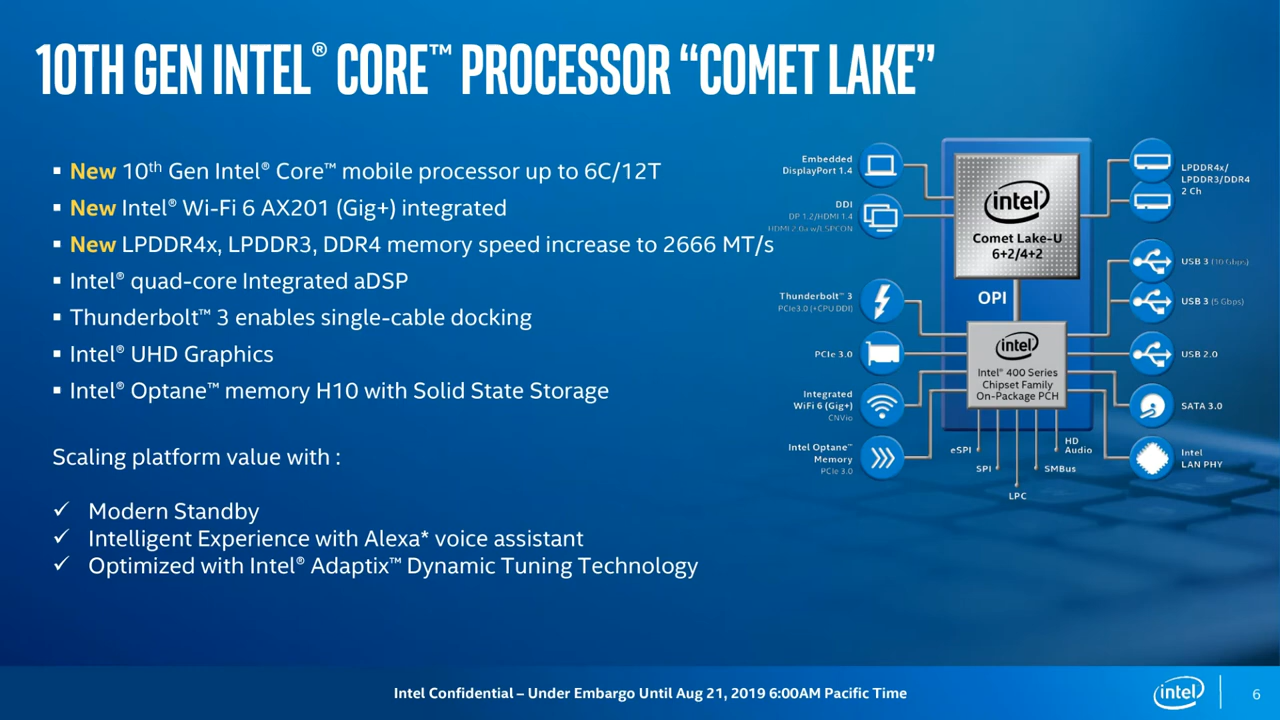 10TH GEN INTEL® CORE™ PROCESSOR “COMET LAKE”
▪ New 10th Gen Intel® Core™ mobile processor up to 6C/12T
▪ New Intel® Wi-Fi 6 AX201 (Gig+) integrated
▪ New LPDDR4x, LPDDR3, DDR4 memory speed increase to 2666 MT/s
▪ Intel® quad-core Integrated aDSP
▪ Thunderbolt™ 3 enables single-cable docking
▪ Intel® UHD Graphics
▪ Intel® Optane™ memory H10 with Solid State Storage
Scaling platform value with :
✓ Modern Standby
✓ Intelligent Experience with Alexa* voice assistant
✓ Optimized with Intel® Adaptix™ Dynamic Tuning Technology
Embedded
DisplayPort 1.4
DDI
DP 1.2/HDMI 1.4
HDMI 2.0a w/LSPCON
Thunderbolt™ 3
PCIe3.0 (+CPU DDI)
PCIe 3.0
Integrated
WiFi 6 (Gig+)
CNVio
Intel Optane™
Memory
PCIe 3.0
intel®
Comet Lake-U
6+2/4+2
OPI
intel®
Intel® 400 Series
Chipset Family
On-Package PCH
eSPI
SPI
LPC
SMBus
HD
Audio
LPDDR4x/
LPDDR3/DDR4
2 Ch
USB 3 (10 Gbps)
USB 3 (5 Gbps)
USB 2.0
SATA 3.0
Intel
LAN PHY
Intel Confidential – Under Embargo Until Aug 21, 2019 6:00AM Pacific Time
intel®
6